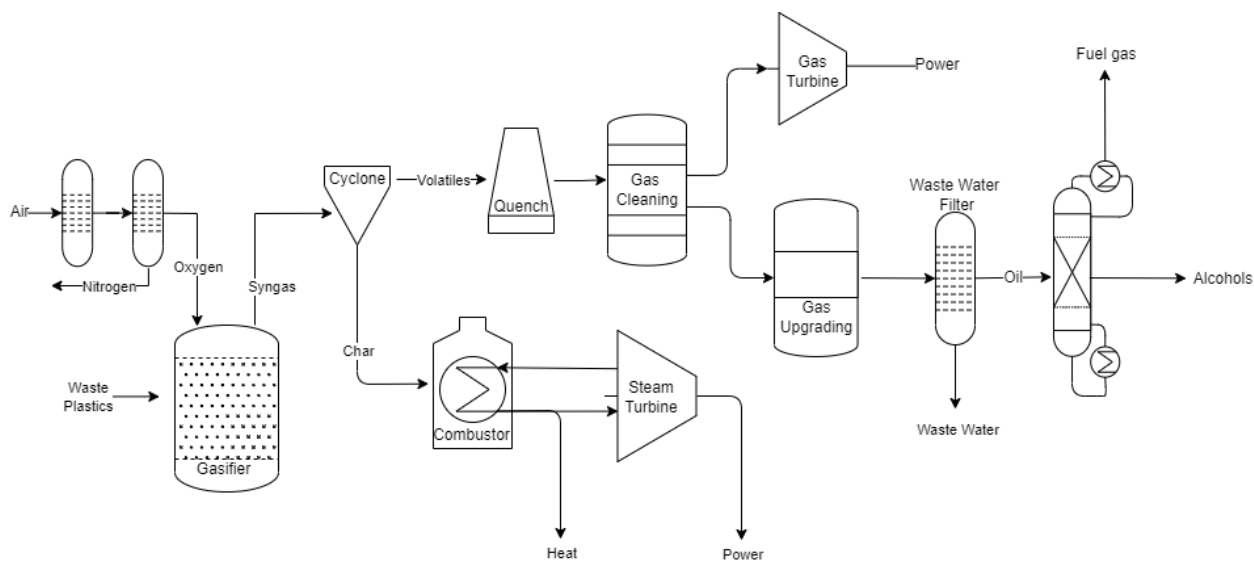 Fuel gas
Gas
Turbine
Power
Cyclone
Volatiles
Quench
Gas
Cleaning
Waste Water
Filter
Air
Oxygen
Nitrogen
Syngas
Oil
Alcohols
Gas
Upgrading
Char
Waste
Plastics
Steam
Turbine
Combustor
Waste Water
Gasifier
Heat
Power